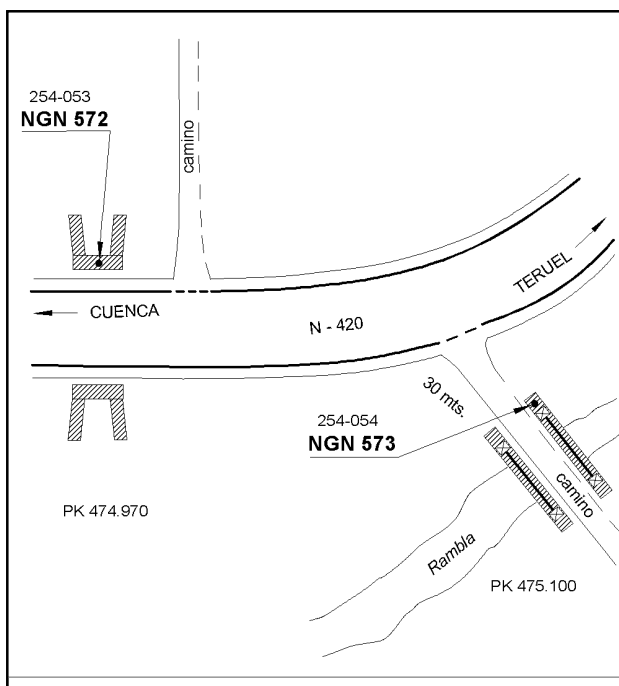 254-053
NGN 572
camino
CUENCA
N - 420
TERUEL
30 mts.
254-054
NGN 573
camino
PK 474.970
Rambla
PK 475.100